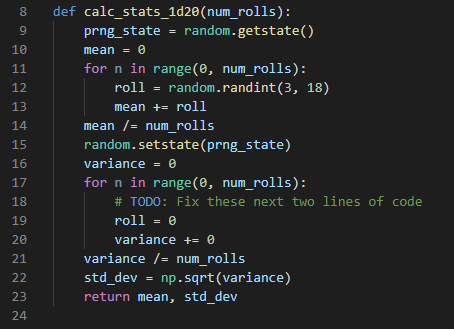 8 def calc_stats_1d20(num_rolls):
9     prng_state = random.getstate()
10     mean = 0
11     for n in range(0, num_rolls):
12         roll = random.randint(3, 18)
13         mean += roll
14     mean /= num_rolls
15     random.setstate(prng_state)
16     variance = 0
17     for n in range(0, num_rolls):
18         # TODO: Fix these next two lines of code
19         roll = 0
20         variance += 0
21     variance /= num_rolls
22     std_dev = np.sqrt(variance)
23     return mean, std_dev
24